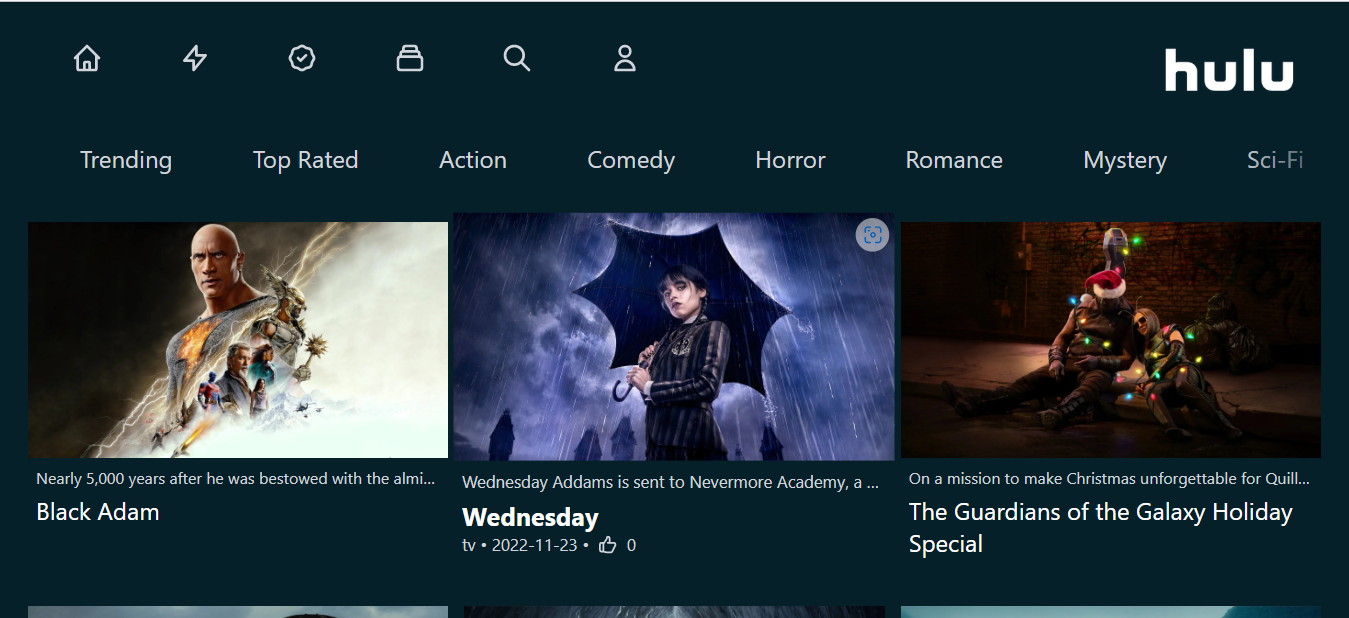 hulu
Trending Top Rated Action Comedy Horror Romance Mystery Sci-Fi
Nearly 5,000 years after he was bestowed with the almi...
Black Adam
Wednesday Addams is sent to Nevermore Academy, a ...
Wednesday
tv • 2022-11-23 • 0
On a mission to make Christmas unforgettable for Quill...
The Guardians of the Galaxy Holiday
Special